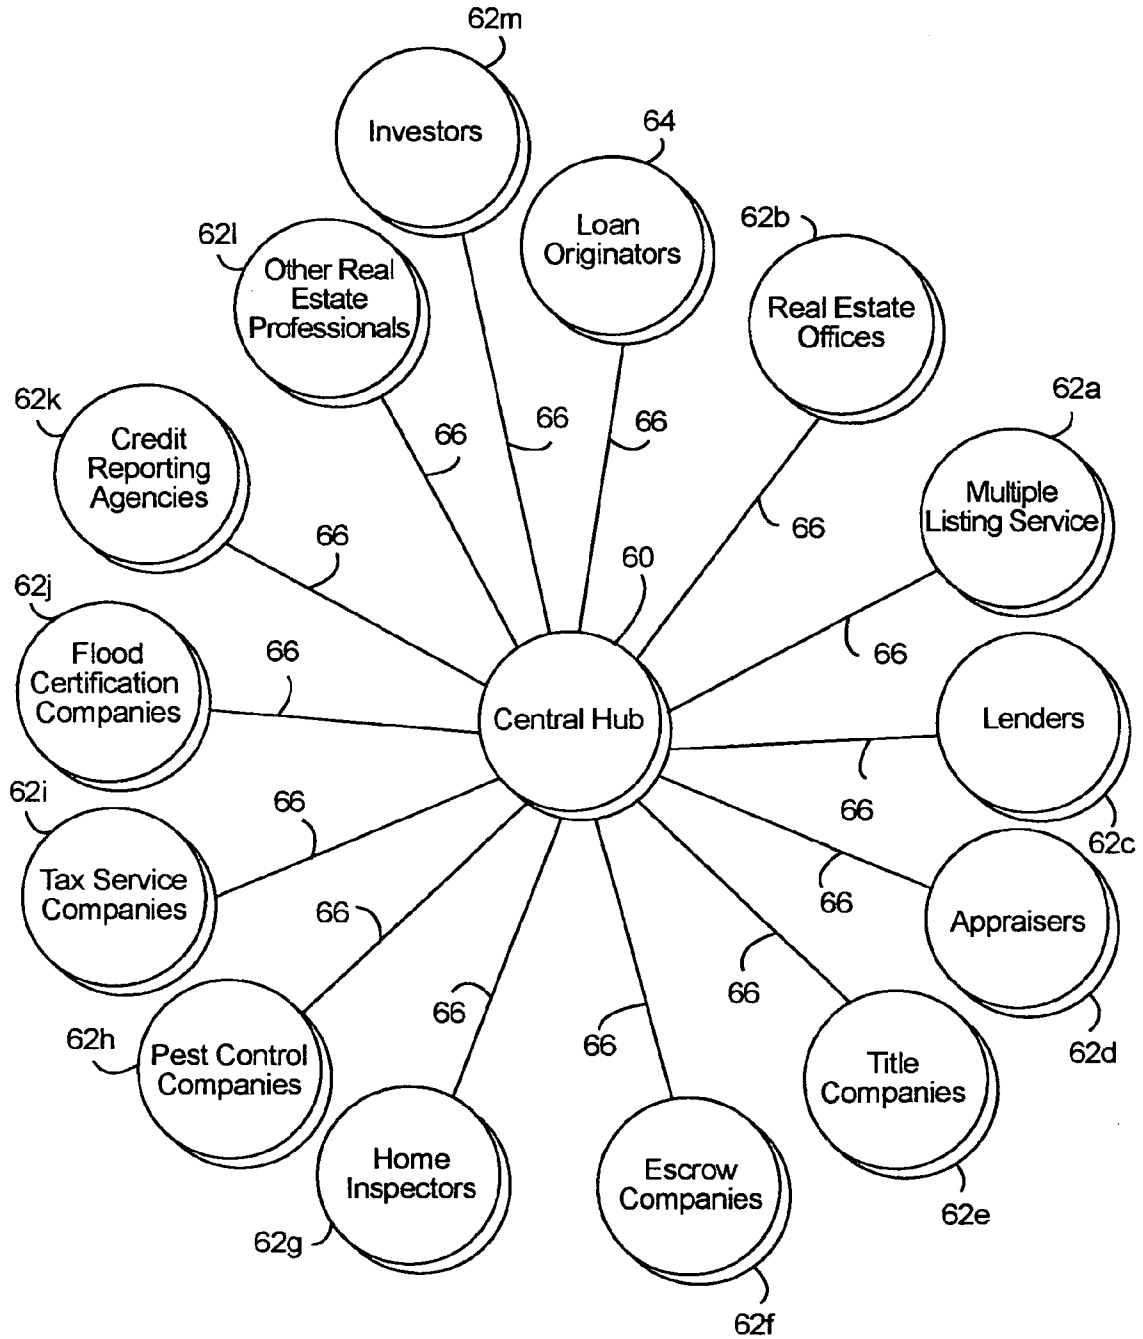 62m
Investors
64
Loan
Originators
62b
Real Estate
Offices
62l
Other Real
Estate
Professionals
62a
Multiple
Listing Service
62k
Credit
Reporting
Agencies
66
66
66
66
66
60
66
62j
Flood
Certification
Companies
66
Central Hub
Lenders
62c
66
62i
Tax Service
Companies
66
66
Appraisers
62d
66
66
66
66
62h
Pest Control
Companies
Title
Companies
62e
Home
Inspectors
62g
Escrow
Companies
62f